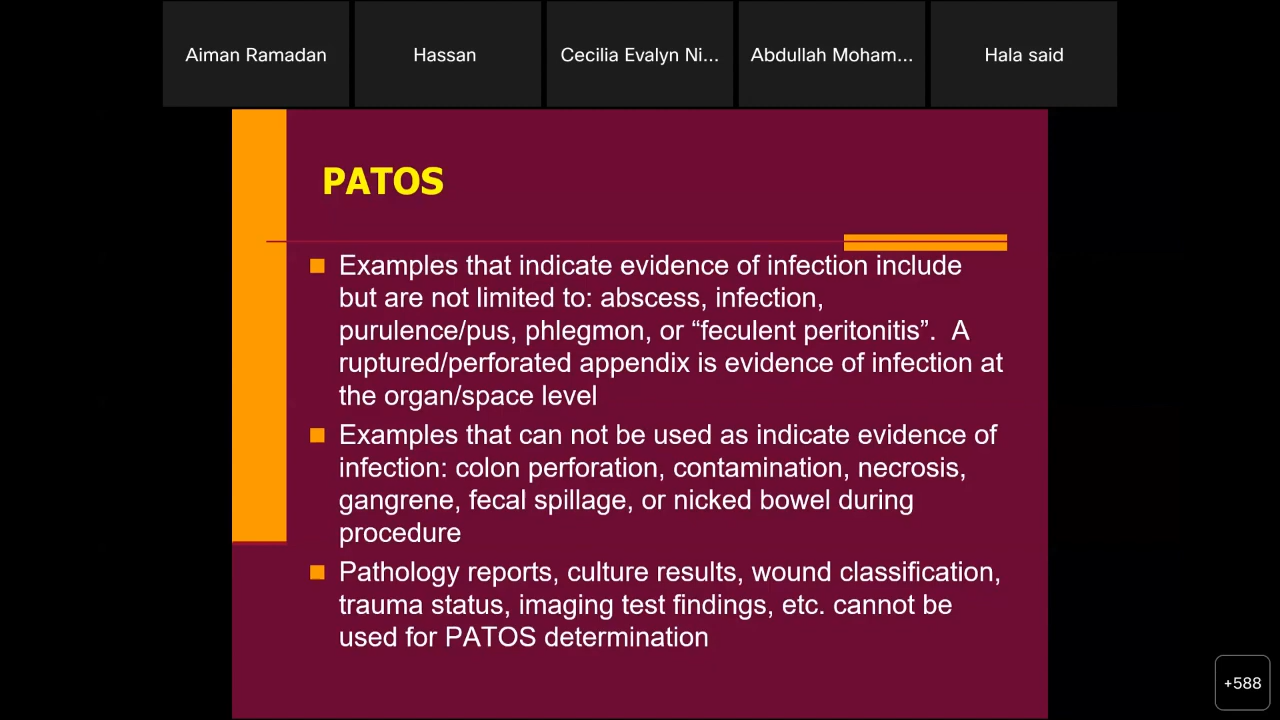 Aiman Ramadan
Hassan
Cecilia Evalyn Ni...
Abdullah Moham...
Hala said
PATOS
Examples that indicate evidence of infection include
but are not limited to: abscess, infection,
purulence/pus, phlegmon, or “feculent peritonitis”.  A
ruptured/perforated appendix is evidence of infection at
the organ/space level
Examples that can not be used as indicate evidence of
infection: colon perforation, contamination, necrosis,
gangrene, fecal spillage, or nicked bowel during
procedure
Pathology reports, culture results, wound classification,
trauma status, imaging test findings, etc. cannot be
used for PATOS determination
+588